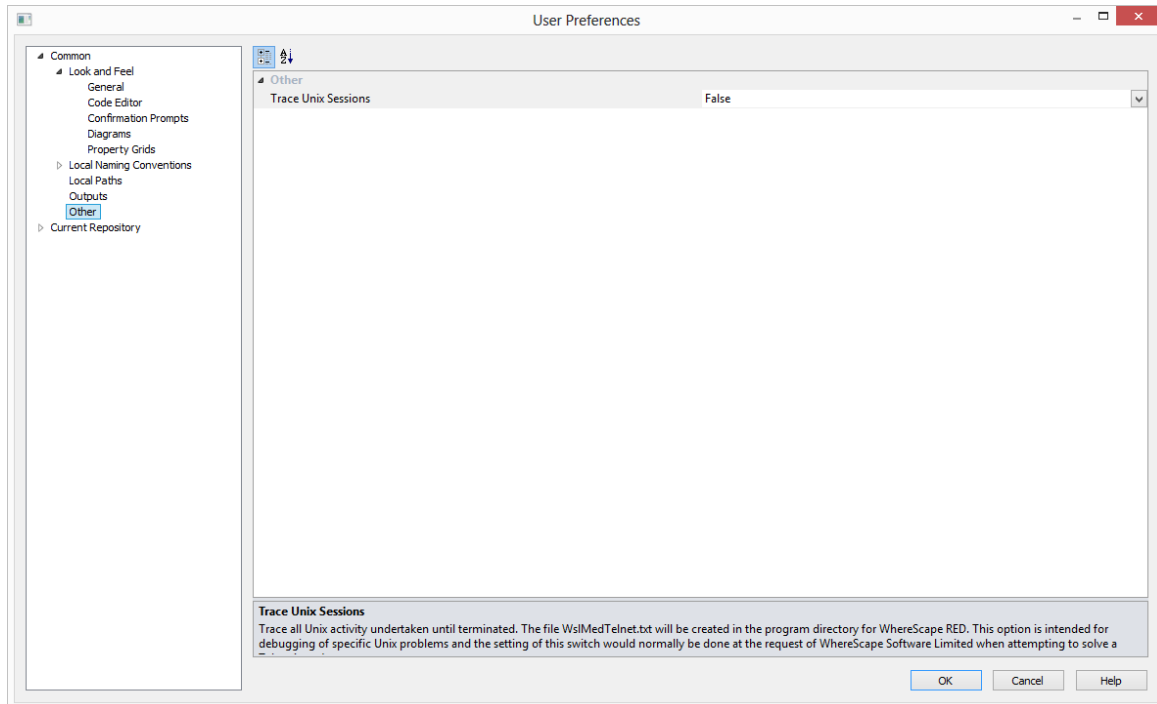 User Preferences
Common
Look and Feel
General
Code Editor
Confirmation Prompts
Diagrams
Property Grids
Local Naming Conventions
Local Paths
Outputs
Other
Current Repository
Other
Trace Unix Sessions False
Trace Unix Sessions
Trace all Unix activity undertaken until terminated. The file WslMedTelnet.txt will be created in the program directory for WhereScape RED. This option is intended for
debugging of specific Unix problems and the setting of this switch would normally be done at the request of WhereScape Software Limited when attempting to solve a
OK Cancel Help